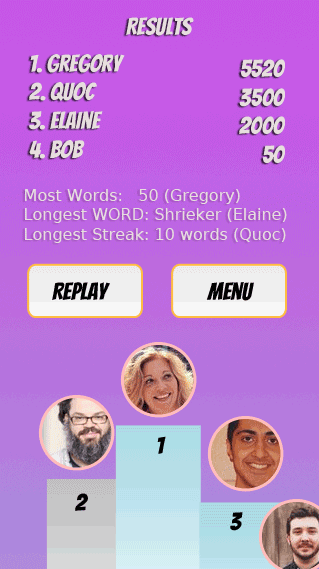 RESULTS
1. GREGORY 5520
2. QUOC 3500
3. ELAINE 2000
4. BOB 50
Most Words: 50 (Gregory)
Longest WORD: Shrieker (Elaine)
Longest Streak: 10 words (Quoc)
REPLAY MENU
1
2
3